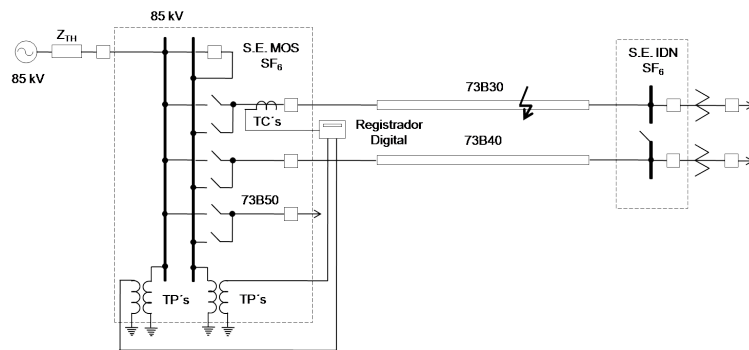 85 kV
Z_TH
85 kV
S.E. MOS
SF₆
S.E. IDN
SF₆
73B30
TC´s
Registrador
Digital
73B40
73B50
TP´s
TP´s